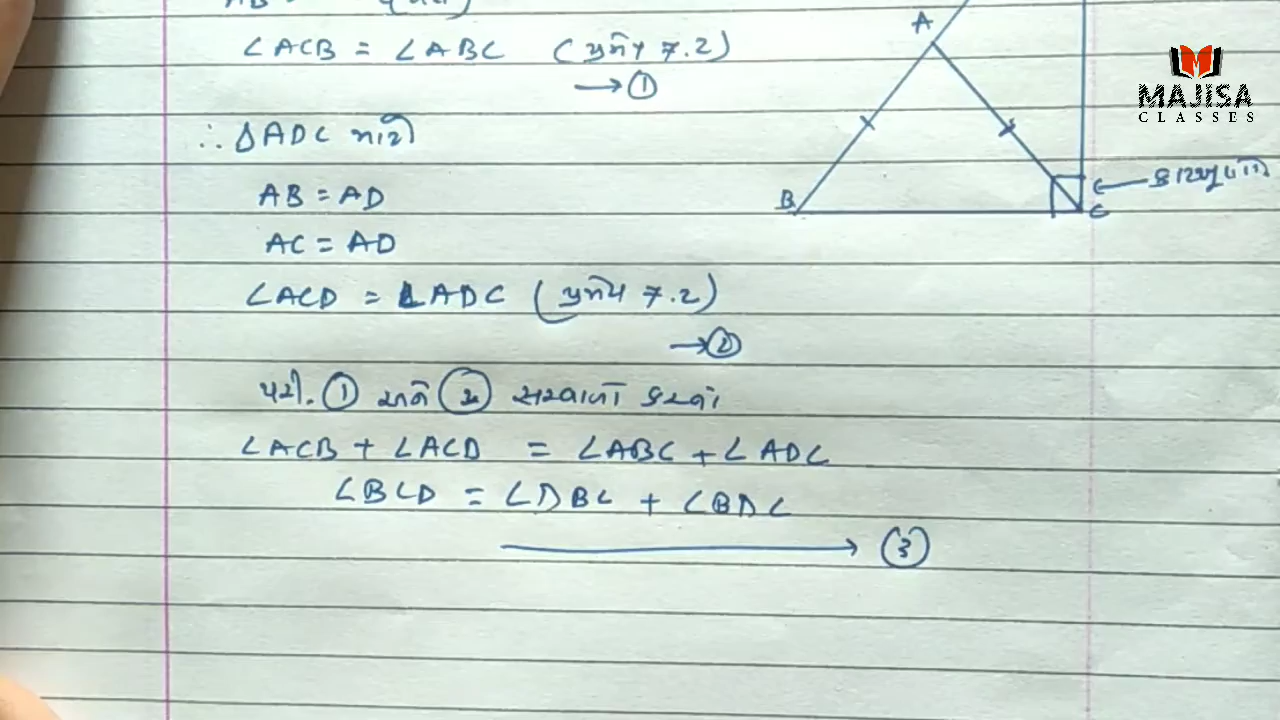 ∠ACB = ∠ABC (પ્રમેય 7.2)
→ ①
∴ △ADC માટે
AB = AD
AC = AD
∠ACD = ∠ADC (પ્રમેય 7.2)
→ ②
પરી. ① અને ② સરવાળો કરતાં
∠ACB + ∠ACD = ∠ABC + ∠ADC
∠BCD = ∠DBC + ∠BDC
→ ③
A
B
C
કાટખૂણો
MAJISA
CLASSES